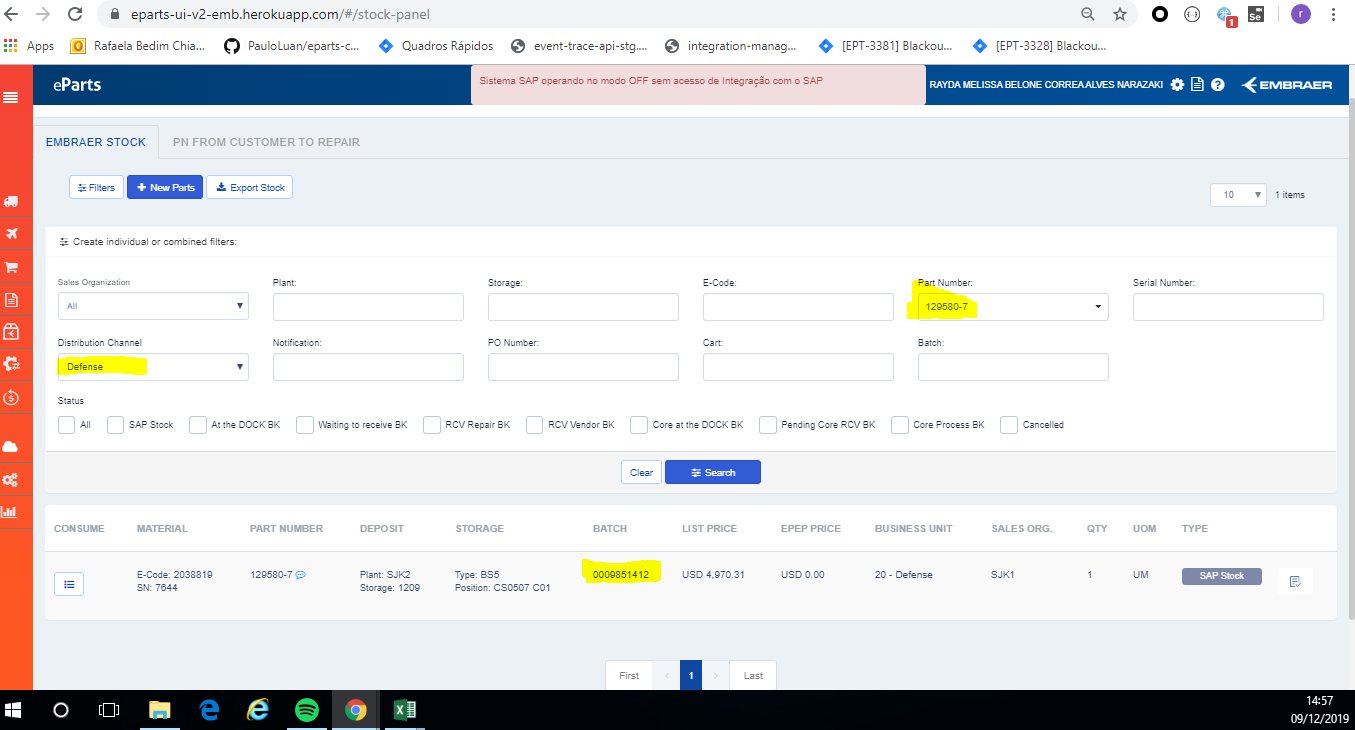 eparts-ui-v2-emb.herokuapp.com/#/stock-panel
1
Se
r
Apps
Rafaela Bedim Chia...
PauloLuan/eparts-c...
Quadros Rápidos
event-trace-api-stg....
integration-manag...
[EPT-3381] Blackou...
[EPT-3328] Blackou...
eParts
Sistema SAP operando no modo OFF sem acesso de Integração com o SAP
RAYDA MELISSA BELONE CORREA ALVES NARAZAKI
EMBRAER
EMBRAER STOCK
PN FROM CUSTOMER TO REPAIR
Filters
+ New Parts
Export Stock
10
1 items
Create individual or combined filters:
Sales Organization
Plant:
Storage:
E-Code:
Part Number:
Serial Number:
All
129580-7
Distribution Channel
Notification:
PO Number:
Cart:
Batch:
Defense
Status
All
SAP Stock
At the DOCK BK
Waiting to receive BK
RCV Repair BK
RCV Vendor BK
Core at the DOCK BK
Pending Core RCV BK
Core Process BK
Cancelled
Clear
Search
CONSUME
MATERIAL
PART NUMBER
DEPOSIT
STORAGE
BATCH
LIST PRICE
EPEP PRICE
BUSINESS UNIT
SALES ORG.
QTY
UOM
TYPE
E-Code: 2038819
SN: 7644
129580-7
Plant: SJK2
Storage: 1209
Type: BS5
Position: CS0507 C01
0009851412
USD 4,970.31
USD 0.00
20 - Defense
SJK1
1
UM
SAP Stock
First
‹
1
›
Last
14:57
09/12/2019